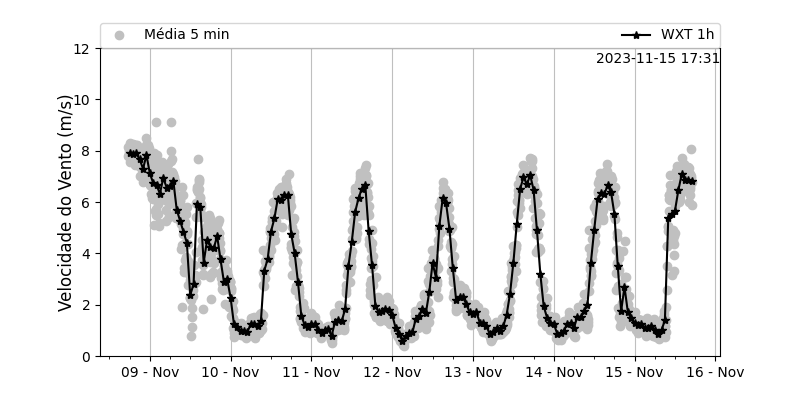 Média 5 min
WXT 1h
2023-11-15 17:31
Velocidade do Vento (m/s)
12
10
8
6
4
2
0
09 - Nov
10 - Nov
11 - Nov
12 - Nov
13 - Nov
14 - Nov
15 - Nov
16 - Nov